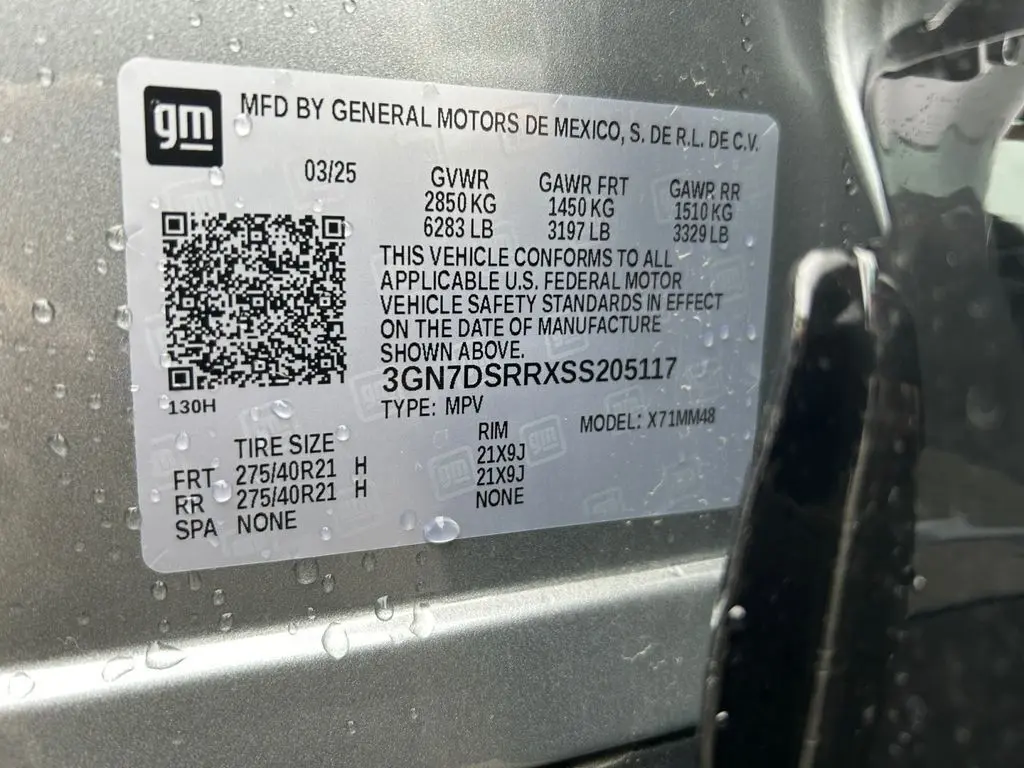 gm
MFD BY GENERAL MOTORS DE MEXICO, S. DE R.L. DE C.V.
03/25 GVWR GAWR FRT GAWR RR
2850 KG 1450 KG 1510 KG
6283 LB 3197 LB 3329 LB
THIS VEHICLE CONFORMS TO ALL
APPLICABLE U.S. FEDERAL MOTOR
VEHICLE SAFETY STANDARDS IN EFFECT
ON THE DATE OF MANUFACTURE
SHOWN ABOVE.
3GN7DSRRXSS205117
130H
TYPE: MPV MODEL: X71MM48
TIRE SIZE RIM
FRT 275/40R21 H 21X9J
RR 275/40R21 H 21X9J
SPA NONE NONE